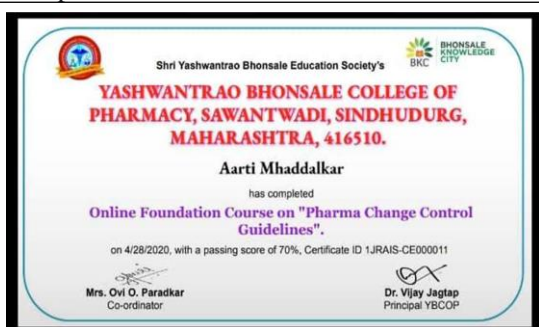 Shri Yashwantrao Bhonsale Education Society's
BKC
BHONSALE
KNOWLEDGE
CITY
YASHWANTRAO BHONSALE COLLEGE OF
PHARMACY, SAWANTWADI, SINDHUDURG,
MAHARASHTRA, 416510.
Aarti Mhaddalkar
has completed
Online Foundation Course on "Pharma Change Control
Guidelines".
on 4/28/2020, with a passing score of 70%, Certificate ID 1JRAIS-CE000011
Mrs. Ovi O. Paradkar
Co-ordinator
Dr. Vijay Jagtap
Principal YBCOP